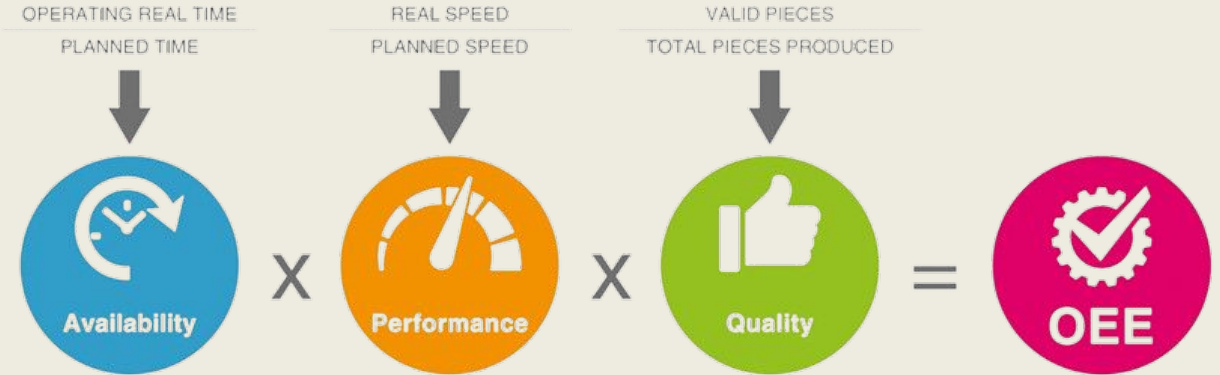 OPERATING REAL TIME
PLANNED TIME
REAL SPEED
PLANNED SPEED
VALID PIECES
TOTAL PIECES PRODUCED
Availability
X
Performance
X
Quality
=
OEE